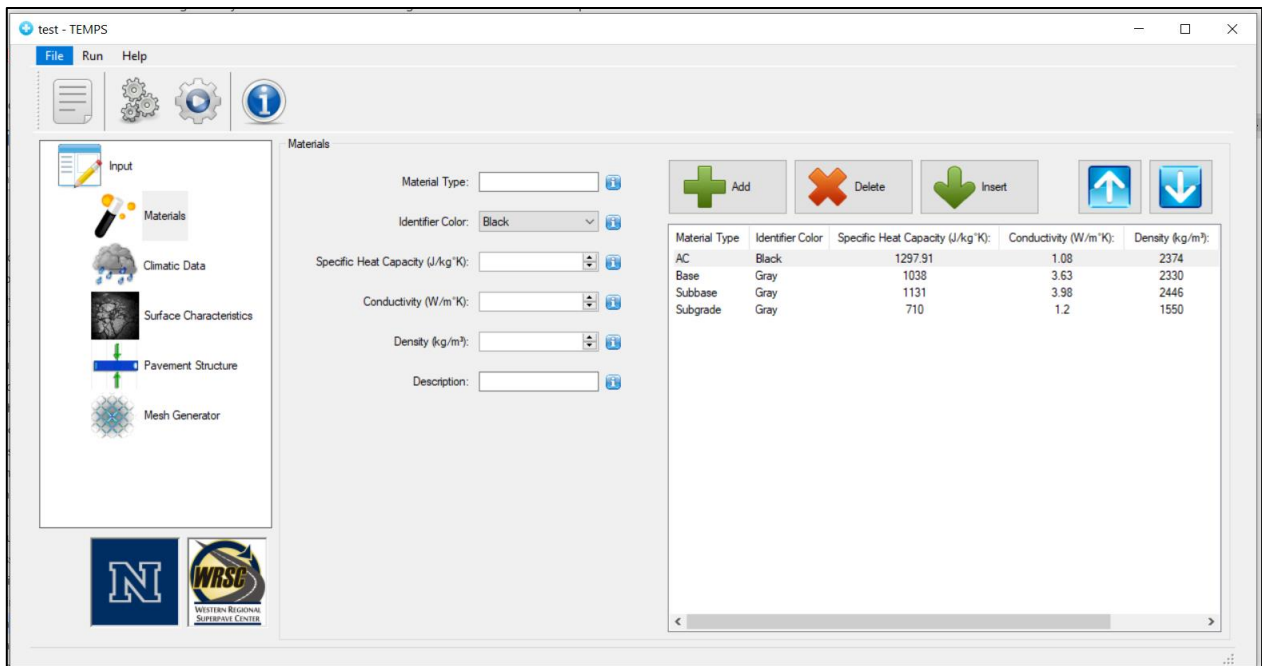 test - TEMPS
File Run Help
Input
Materials
Climatic Data
Surface Characteristics
Pavement Structure
Mesh Generator
N
WRSC
WESTERN REGIONAL
SUPERPAVE CENTER
Materials
Material Type:
Identifier Color: Black
Specific Heat Capacity (J/kg°K):
Conductivity (W/m°K):
Density (kg/m³):
Description:
Add Delete Insert
Material Type Identifier Color Specific Heat Capacity (J/kg°K): Conductivity (W/m°K): Density (kg/m³):
AC Black 1297.91 1.08 2374
Base Gray 1038 3.63 2330
Subbase Gray 1131 3.98 2446
Subgrade Gray 710 1.2 1550